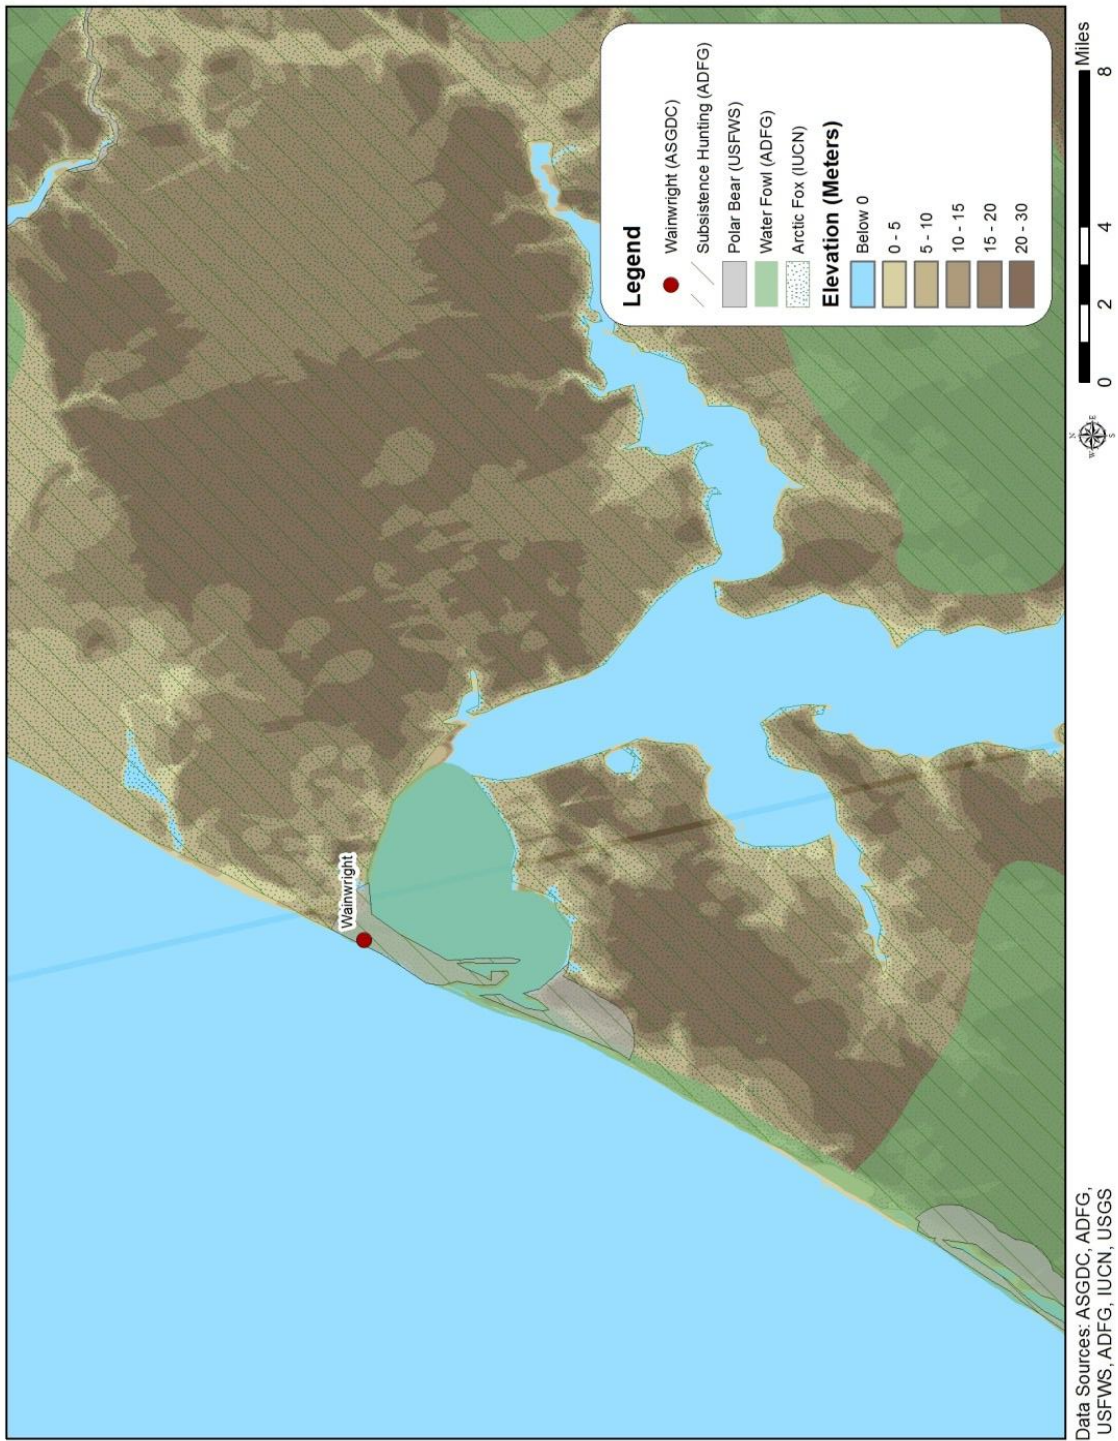 Wainwright
Legend
Wainwright (ASGDC)
Subsistence Hunting (ADFG)
Polar Bear (USFWS)
Water Fowl (ADFG)
Arctic Fox (IUCN)
Elevation (Meters)
Below 0
0 - 5
5 - 10
10 - 15
15 - 20
20 - 30
Data Sources: ASGDC, ADFG,
USFWS, ADFG, IUCN, USGS
N
W E
S
0 2 4 8 Miles